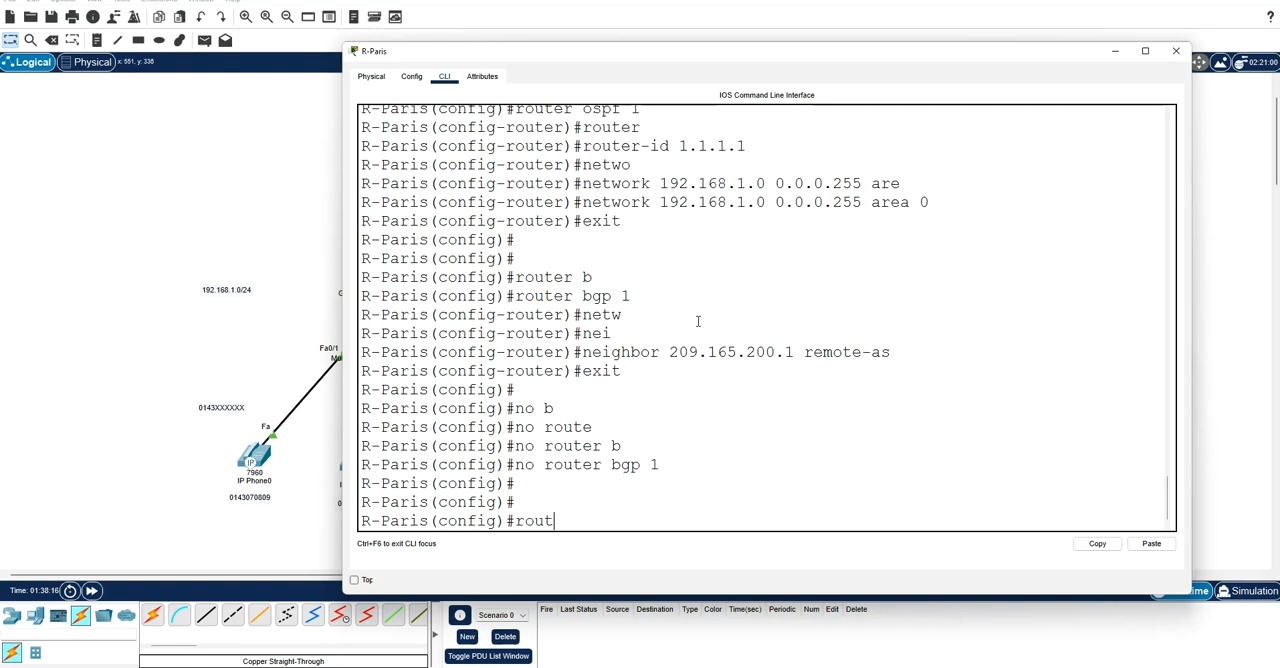 Logical
Physical
x: 551, y: 336
02:21:00
R-Paris
Physical
Config
CLI
Attributes
IOS Command Line Interface
R-Paris(config)#router ospf 1
R-Paris(config-router)#router
R-Paris(config-router)#router-id 1.1.1.1
R-Paris(config-router)#netwo
R-Paris(config-router)#network 192.168.1.0 0.0.0.255 are
R-Paris(config-router)#network 192.168.1.0 0.0.0.255 area 0
R-Paris(config-router)#exit
R-Paris(config)#
R-Paris(config)#
R-Paris(config)#router b
R-Paris(config)#router bgp 1
R-Paris(config-router)#netw
R-Paris(config-router)#nei
R-Paris(config-router)#neighbor 209.165.200.1 remote-as
R-Paris(config-router)#exit
R-Paris(config)#
R-Paris(config)#no b
R-Paris(config)#no route
R-Paris(config)#no router b
R-Paris(config)#no router bgp 1
R-Paris(config)#
R-Paris(config)#
R-Paris(config)#rout
Ctrl+F6 to exit CLI focus
Copy
Paste
Top
192.168.1.0/24
Fa0/1
0143XXXXXX
Fa
IP
7960
IP Phone0
0143070809
Time: 01:38:16
Simulation
Scenario 0
Fire Last Status Source Destination Type Color Time(sec) Periodic Num Edit Delete
New
Delete
Toggle PDU List Window
Copper Straight-Through